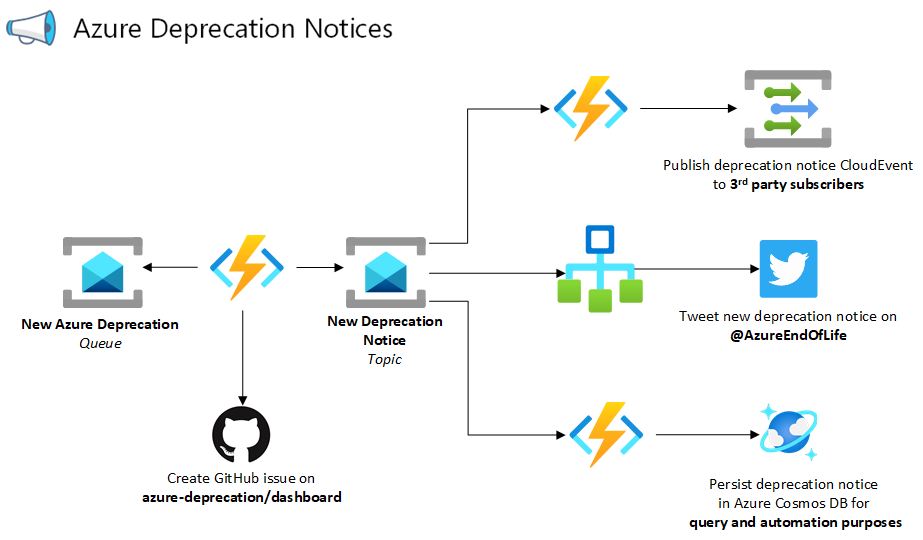 Azure Deprecation Notices
Publish deprecation notice CloudEvent
to 3rd party subscribers
New Azure Deprecation
Queue
New Deprecation
Notice
Topic
Tweet new deprecation notice on
@AzureEndOfLife
Create GitHub issue on
azure-deprecation/dashboard
Persist deprecation notice
in Azure Cosmos DB for
query and automation purposes